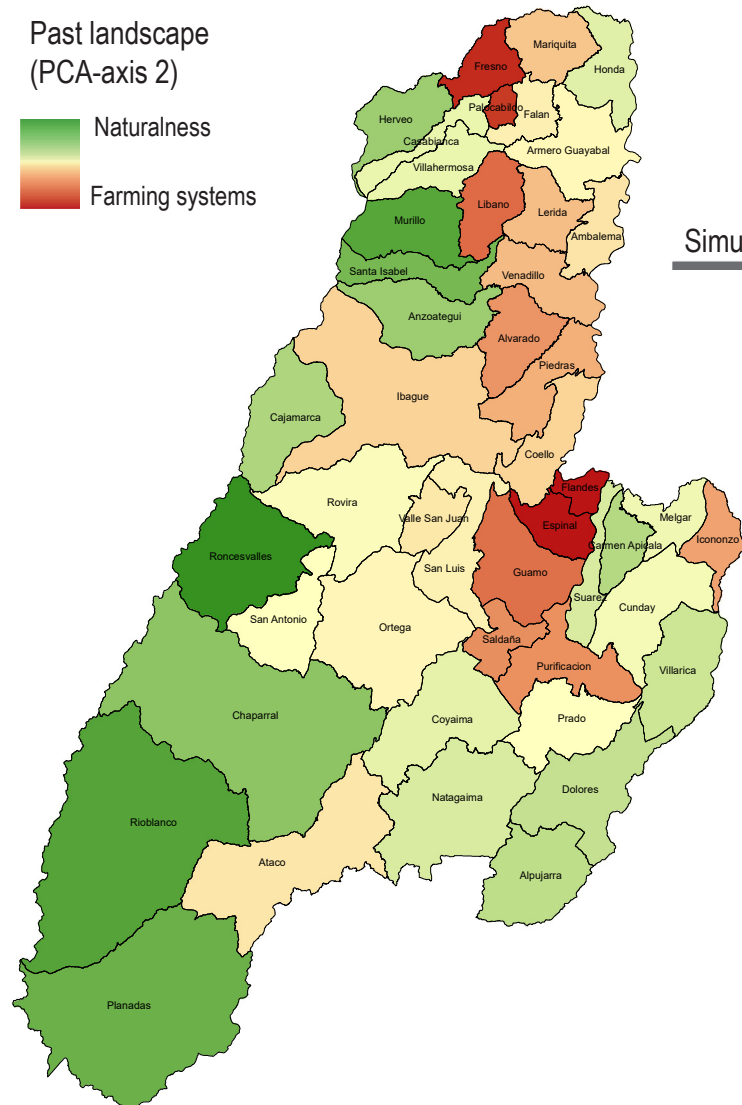 Past landscape
(PCA-axis 2)
Naturalness
Farming systems
Simu
Fresno
Mariquita
Honda
Palocabildo
Falan
Herveo
Casabianca
Armero Guayabal
Villahermosa
Libano
Lerida
Murillo
Ambalema
Santa Isabel
Venadillo
Anzoategui
Alvarado
Piedras
Ibague
Cajamarca
Coello
Flandes
Rovira
Valle San Juan
Espinal
Melgar
Carmen Apicala
Icononzo
Roncesvalles
San Luis
Guamo
Suarez
Cunday
San Antonio
Ortega
Saldaña
Purificacion
Villarica
Chaparral
Coyaima
Prado
Rioblanco
Natagaima
Dolores
Ataco
Alpujarra
Planadas